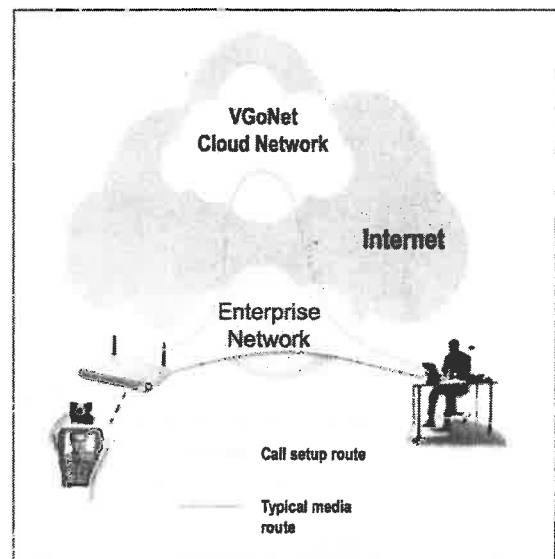 VGoNet
Cloud Network
Internet
Enterprise
Network
Call setup route
Typical media
route